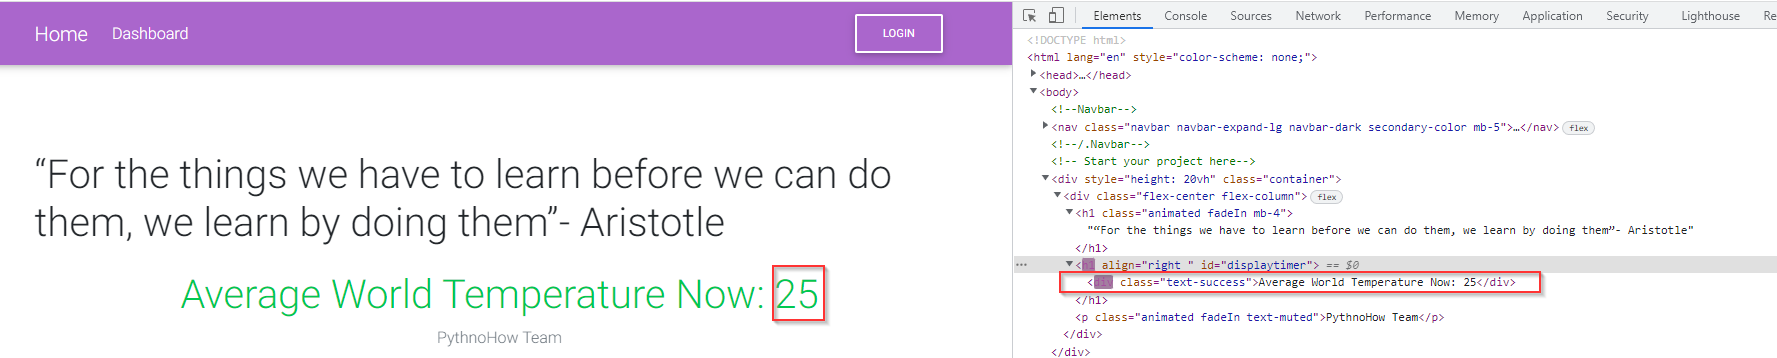 Home Dashboard LOGIN
“For the things we have to learn before we can do
them, we learn by doing them”- Aristotle
Average World Temperature Now: 25
PythnoHow Team
Elements Console Sources Network Performance Memory Application Security Lighthouse Re
<!DOCTYPE html>
<html lang="en" style="color-scheme: none;">
<head>…</head>
<body>
<!--Navbar-->
<nav class="navbar navbar-expand-lg navbar-dark secondary-color mb-5">…</nav> flex
<!--/.Navbar-->
<!-- Start your project here-->
<div style="height: 20vh" class="container">
<div class="flex-center flex-column"> flex
<h1 class="animated fadeIn mb-4">
"“For the things we have to learn before we can do them, we learn by doing them”- Aristotle"
</h1>
<h1 align="right " id="displaytimer"> == $0
<div class="text-success">Average World Temperature Now: 25</div>
</h1>
<p class="animated fadeIn text-muted">PythnoHow Team</p>
</div>
</div>